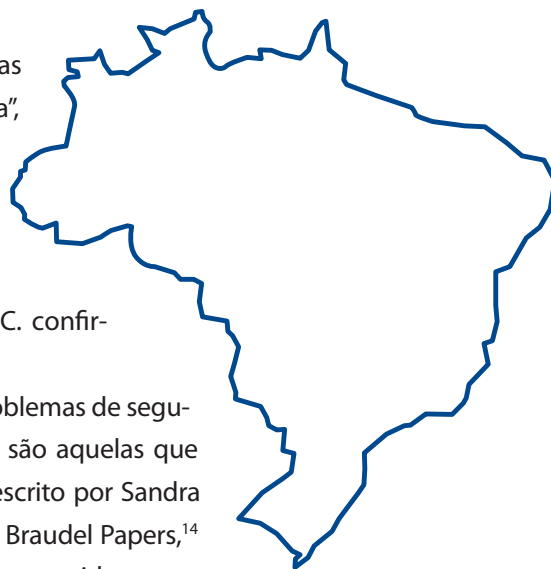 as
a”,
C. confir-
oblemas de segu-
são aquelas que
escrito por Sandra
Braudel Papers,¹⁴